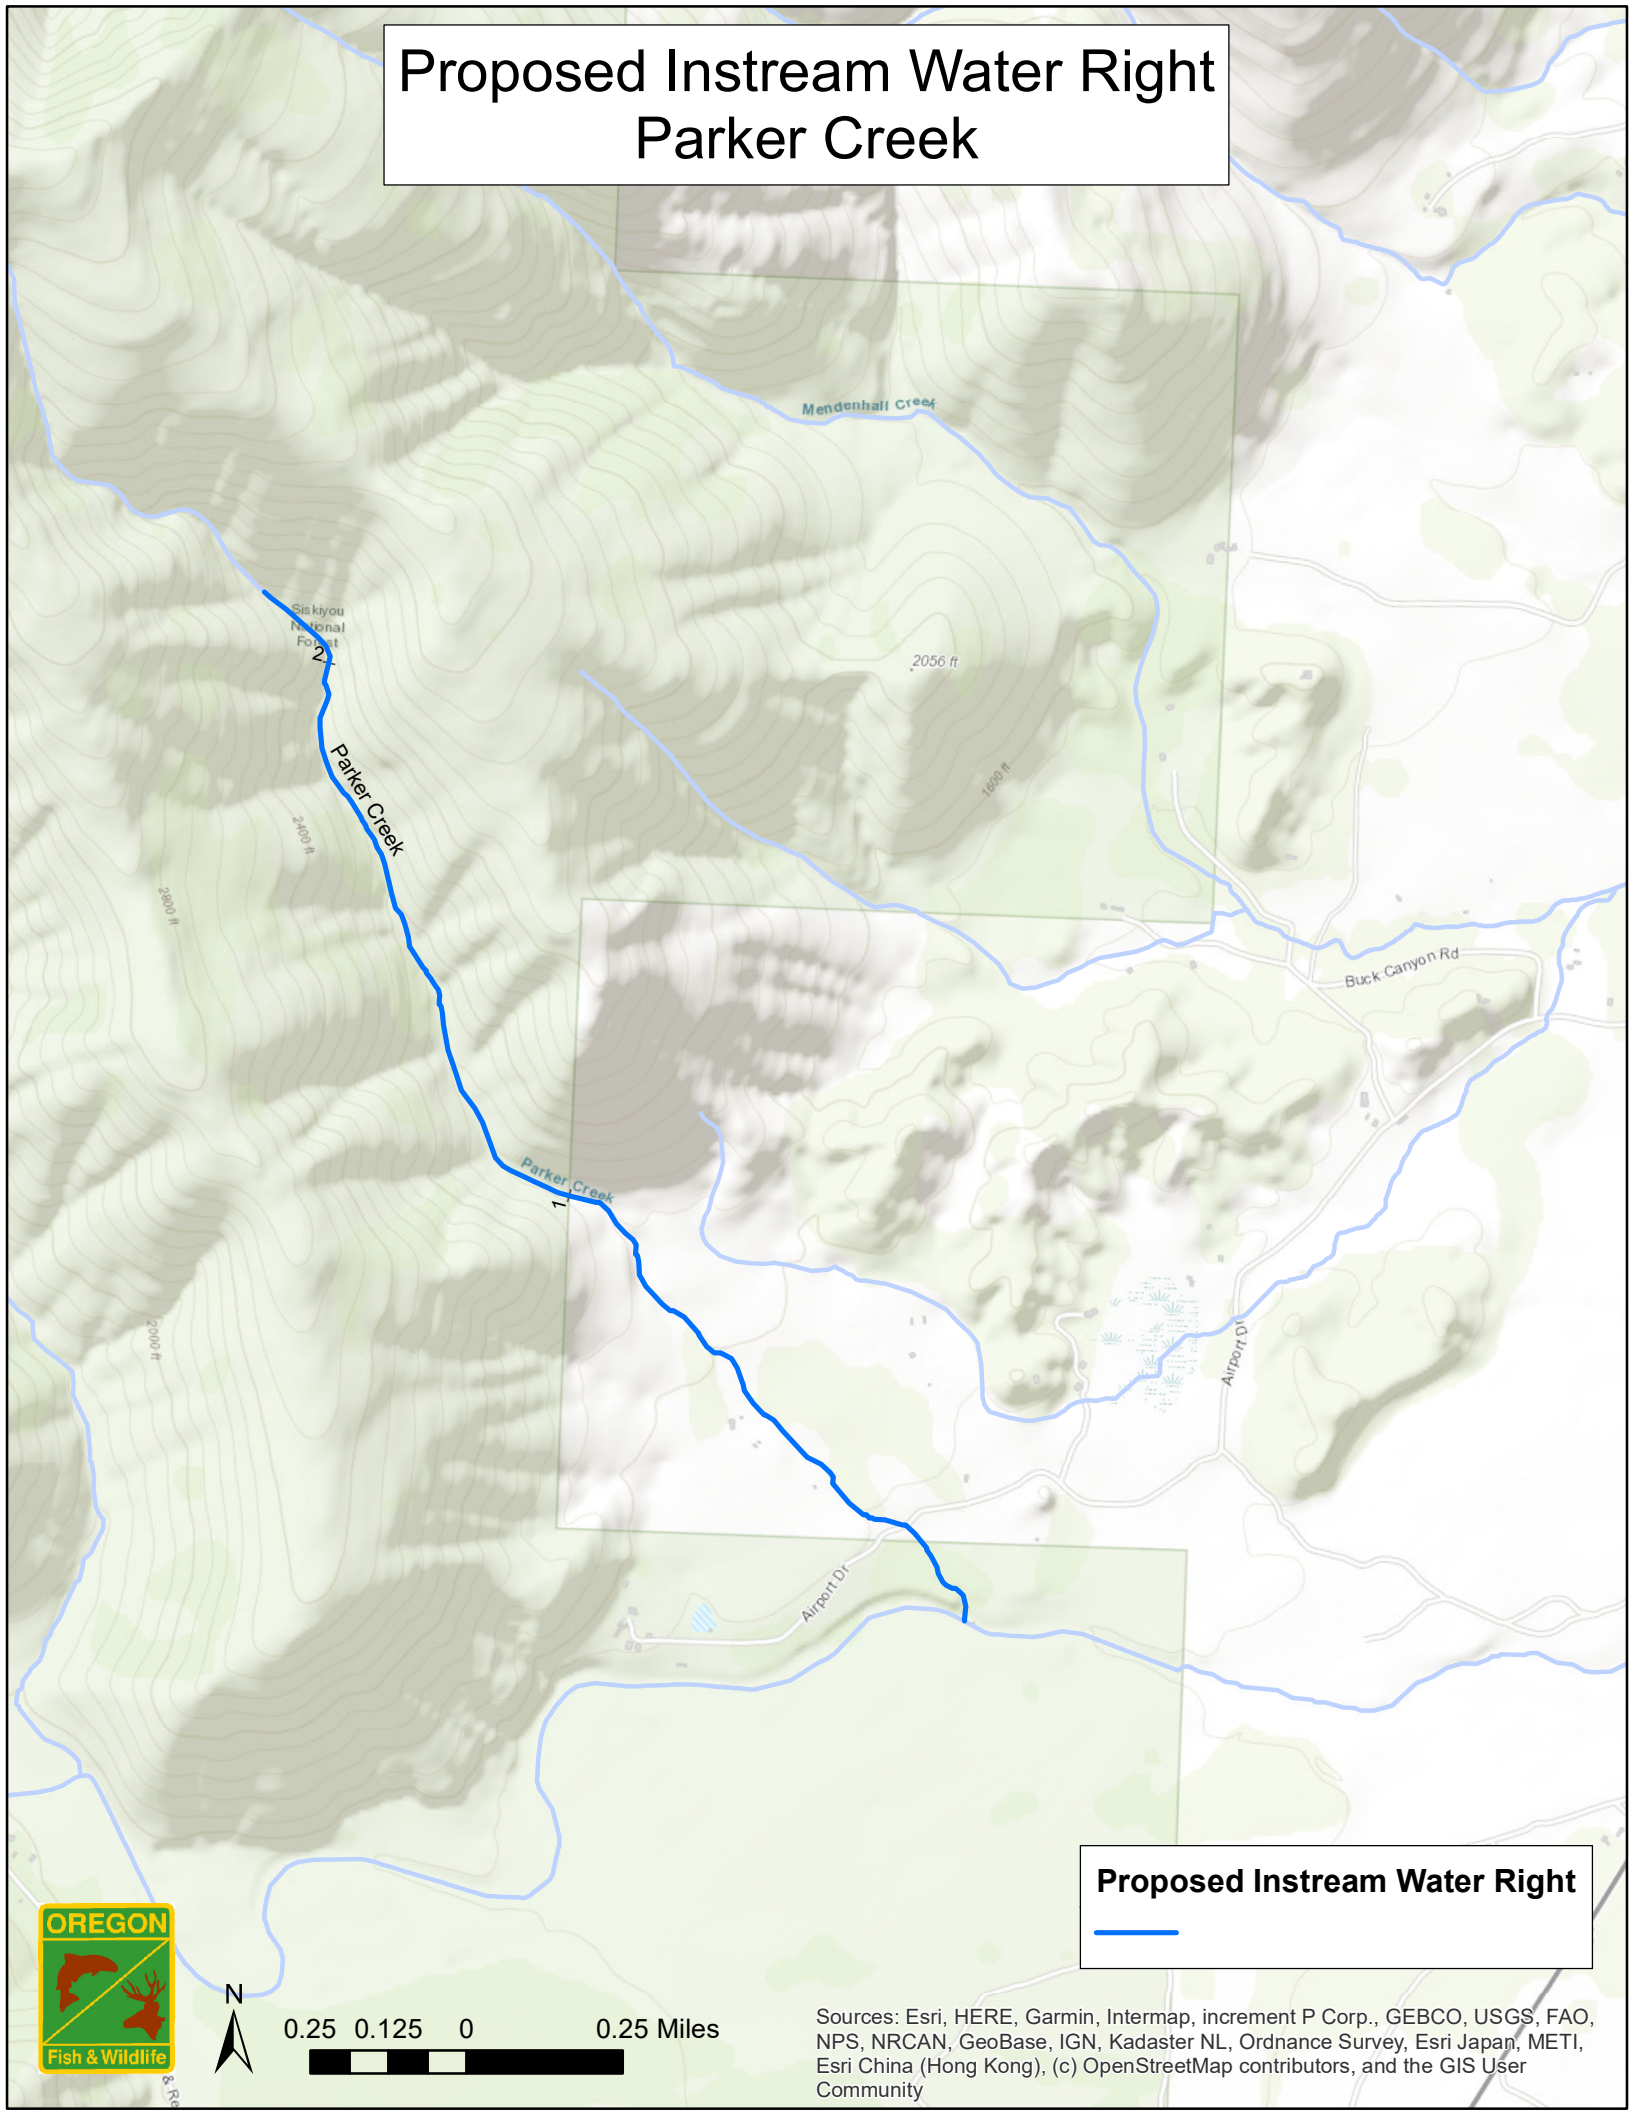 Proposed Instream Water Right
Parker Creek
Mendenhall Creek
Siskiyou
National
Forest
2
2056 ft
Parker Creek
1600 ft
2400 ft
2800 ft
Buck Canyon Rd
Parker Creek
1
2000 ft
Airport Dr
Airport Dr
Proposed Instream Water Right
OREGON
Fish & Wildlife
N
0.25 0.125 0 0.25 Miles
Sources: Esri, HERE, Garmin, Intermap, increment P Corp., GEBCO, USGS, FAO,
NPS, NRCAN, GeoBase, IGN, Kadaster NL, Ordnance Survey, Esri Japan, METI,
Esri China (Hong Kong), (c) OpenStreetMap contributors, and the GIS User
Community